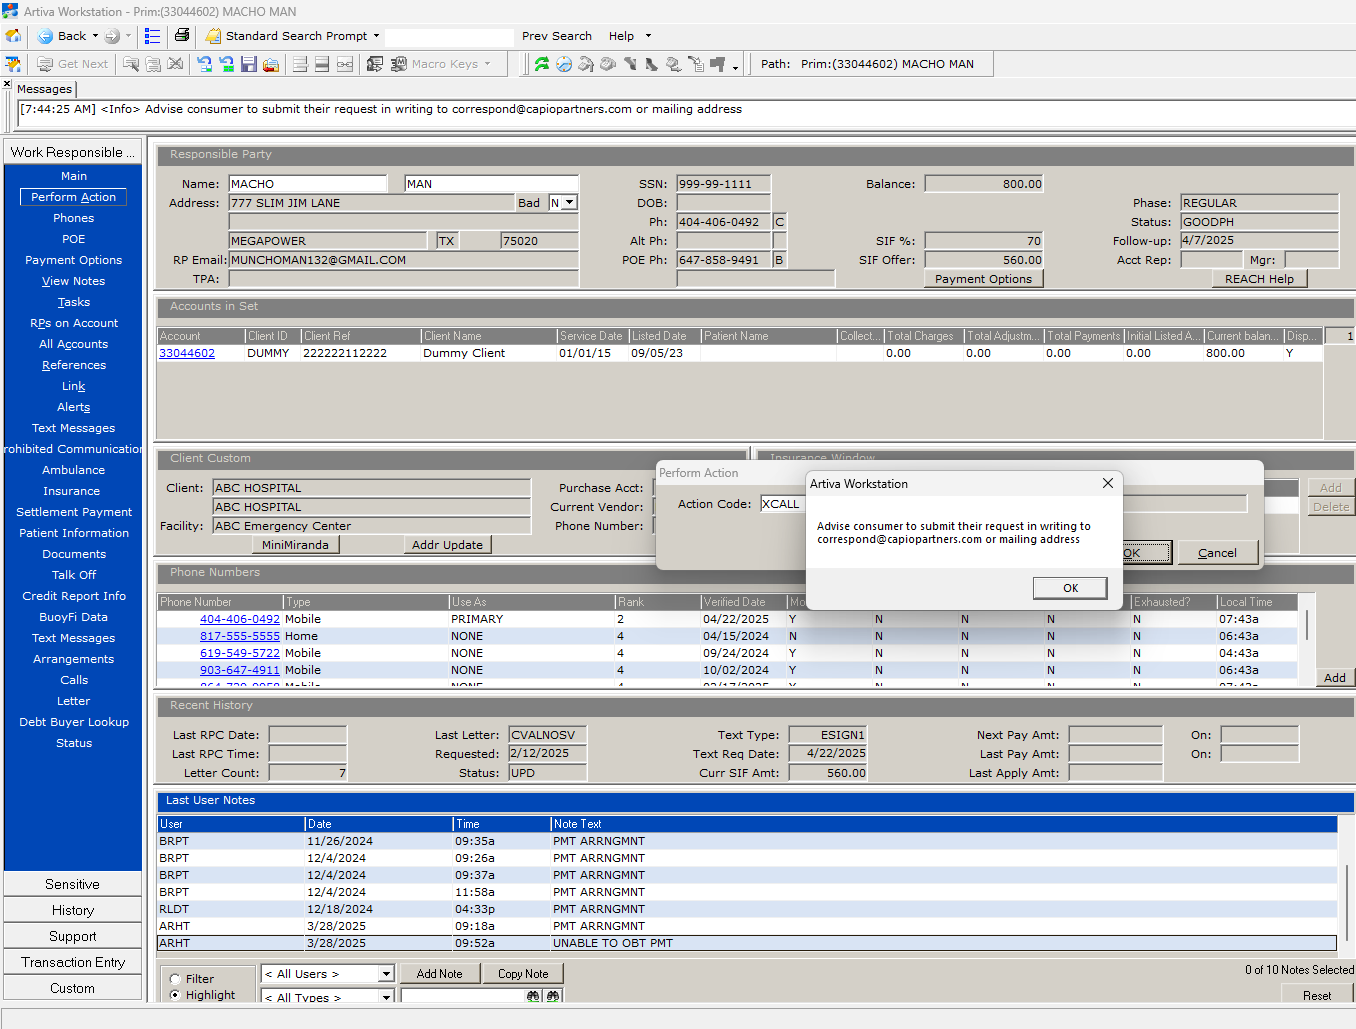 Artiva Workstation - Prim:(33044602) MACHO MAN
Back Standard Search Prompt Prev Search Help
Get Next Macro Keys Path: Prim:(33044602) MACHO MAN
Messages
[7:44:25 AM] <Info> Advise consumer to submit their request in writing to correspond@capiopartners.com or mailing address
Work Responsible ...
Main
Perform Action
Phones
POE
Payment Options
View Notes
Tasks
RPs on Account
All Accounts
References
Link
Alerts
Text Messages
rohibited Communication
Ambulance
Insurance
Settlement Payment
Patient Information
Documents
Talk Off
Credit Report Info
BuoyFi Data
Text Messages
Arrangements
Calls
Letter
Debt Buyer Lookup
Status
Sensitive
History
Support
Transaction Entry
Custom
Responsible Party
Name: MACHO MAN SSN: 999-99-1111 Balance: 800.00
Address: 777 SLIM JIM LANE Bad N DOB: Phase: REGULAR
Ph: 404-406-0492 C Status: GOODPH
MEGAPOWER TX 75020 Alt Ph: SIF %: 70 Follow-up: 4/7/2025
RP Email: MUNCHOMAN132@GMAIL.COM POE Ph: 647-858-9491 B SIF Offer: 560.00 Acct Rep: Mgr:
TPA: Payment Options REACH Help
Accounts in Set
Account Client ID Client Ref Client Name Service Date Listed Date Patient Name Collect... Total Charges Total Adjustm... Total Payments Initial Listed A... Current balan... Disp... 1
33044602 DUMMY 222222112222 Dummy Client 01/01/15 09/05/23 0.00 0.00 0.00 0.00 800.00 Y
Client Custom
Client: ABC HOSPITAL Purchase Acct:
ABC HOSPITAL Current Vendor:
Facility: ABC Emergency Center Phone Number:
MiniMiranda Addr Update
Insurance Window
Add
Delete
Perform Action
Action Code: XCALL
OK Cancel
Artiva Workstation
Advise consumer to submit their request in writing to
correspond@capiopartners.com or mailing address
OK
Phone Numbers
Phone Number Type Use As Rank Verified Date Mo Exhausted? Local Time
404-406-0492 Mobile PRIMARY 2 04/22/2025 Y N N N N 07:43a
817-555-5555 Home NONE 4 04/15/2024 N N N N N 06:43a
619-549-5722 Mobile NONE 4 09/24/2024 Y N N N N 04:43a
903-647-4911 Mobile NONE 4 10/02/2024 Y N N N N 06:43a
Add
Recent History
Last RPC Date: Last Letter: CVALNOSV Text Type: ESIGN1 Next Pay Amt: On:
Last RPC Time: Requested: 2/12/2025 Text Req Date: 4/22/2025 Last Pay Amt: On:
Letter Count: 7 Status: UPD Curr SIF Amt: 560.00 Last Apply Amt:
Last User Notes
User Date Time Note Text
BRPT 11/26/2024 09:35a PMT ARRNGMNT
BRPT 12/4/2024 09:26a PMT ARRNGMNT
BRPT 12/4/2024 09:37a PMT ARRNGMNT
BRPT 12/4/2024 11:58a PMT ARRNGMNT
RLDT 12/18/2024 04:33p PMT ARRNGMNT
ARHT 3/28/2025 09:18a PMT ARRNGMNT
ARHT 3/28/2025 09:52a UNABLE TO OBT PMT
Filter < All Users > Add Note Copy Note 0 of 10 Notes Selected
Highlight < All Types > Reset